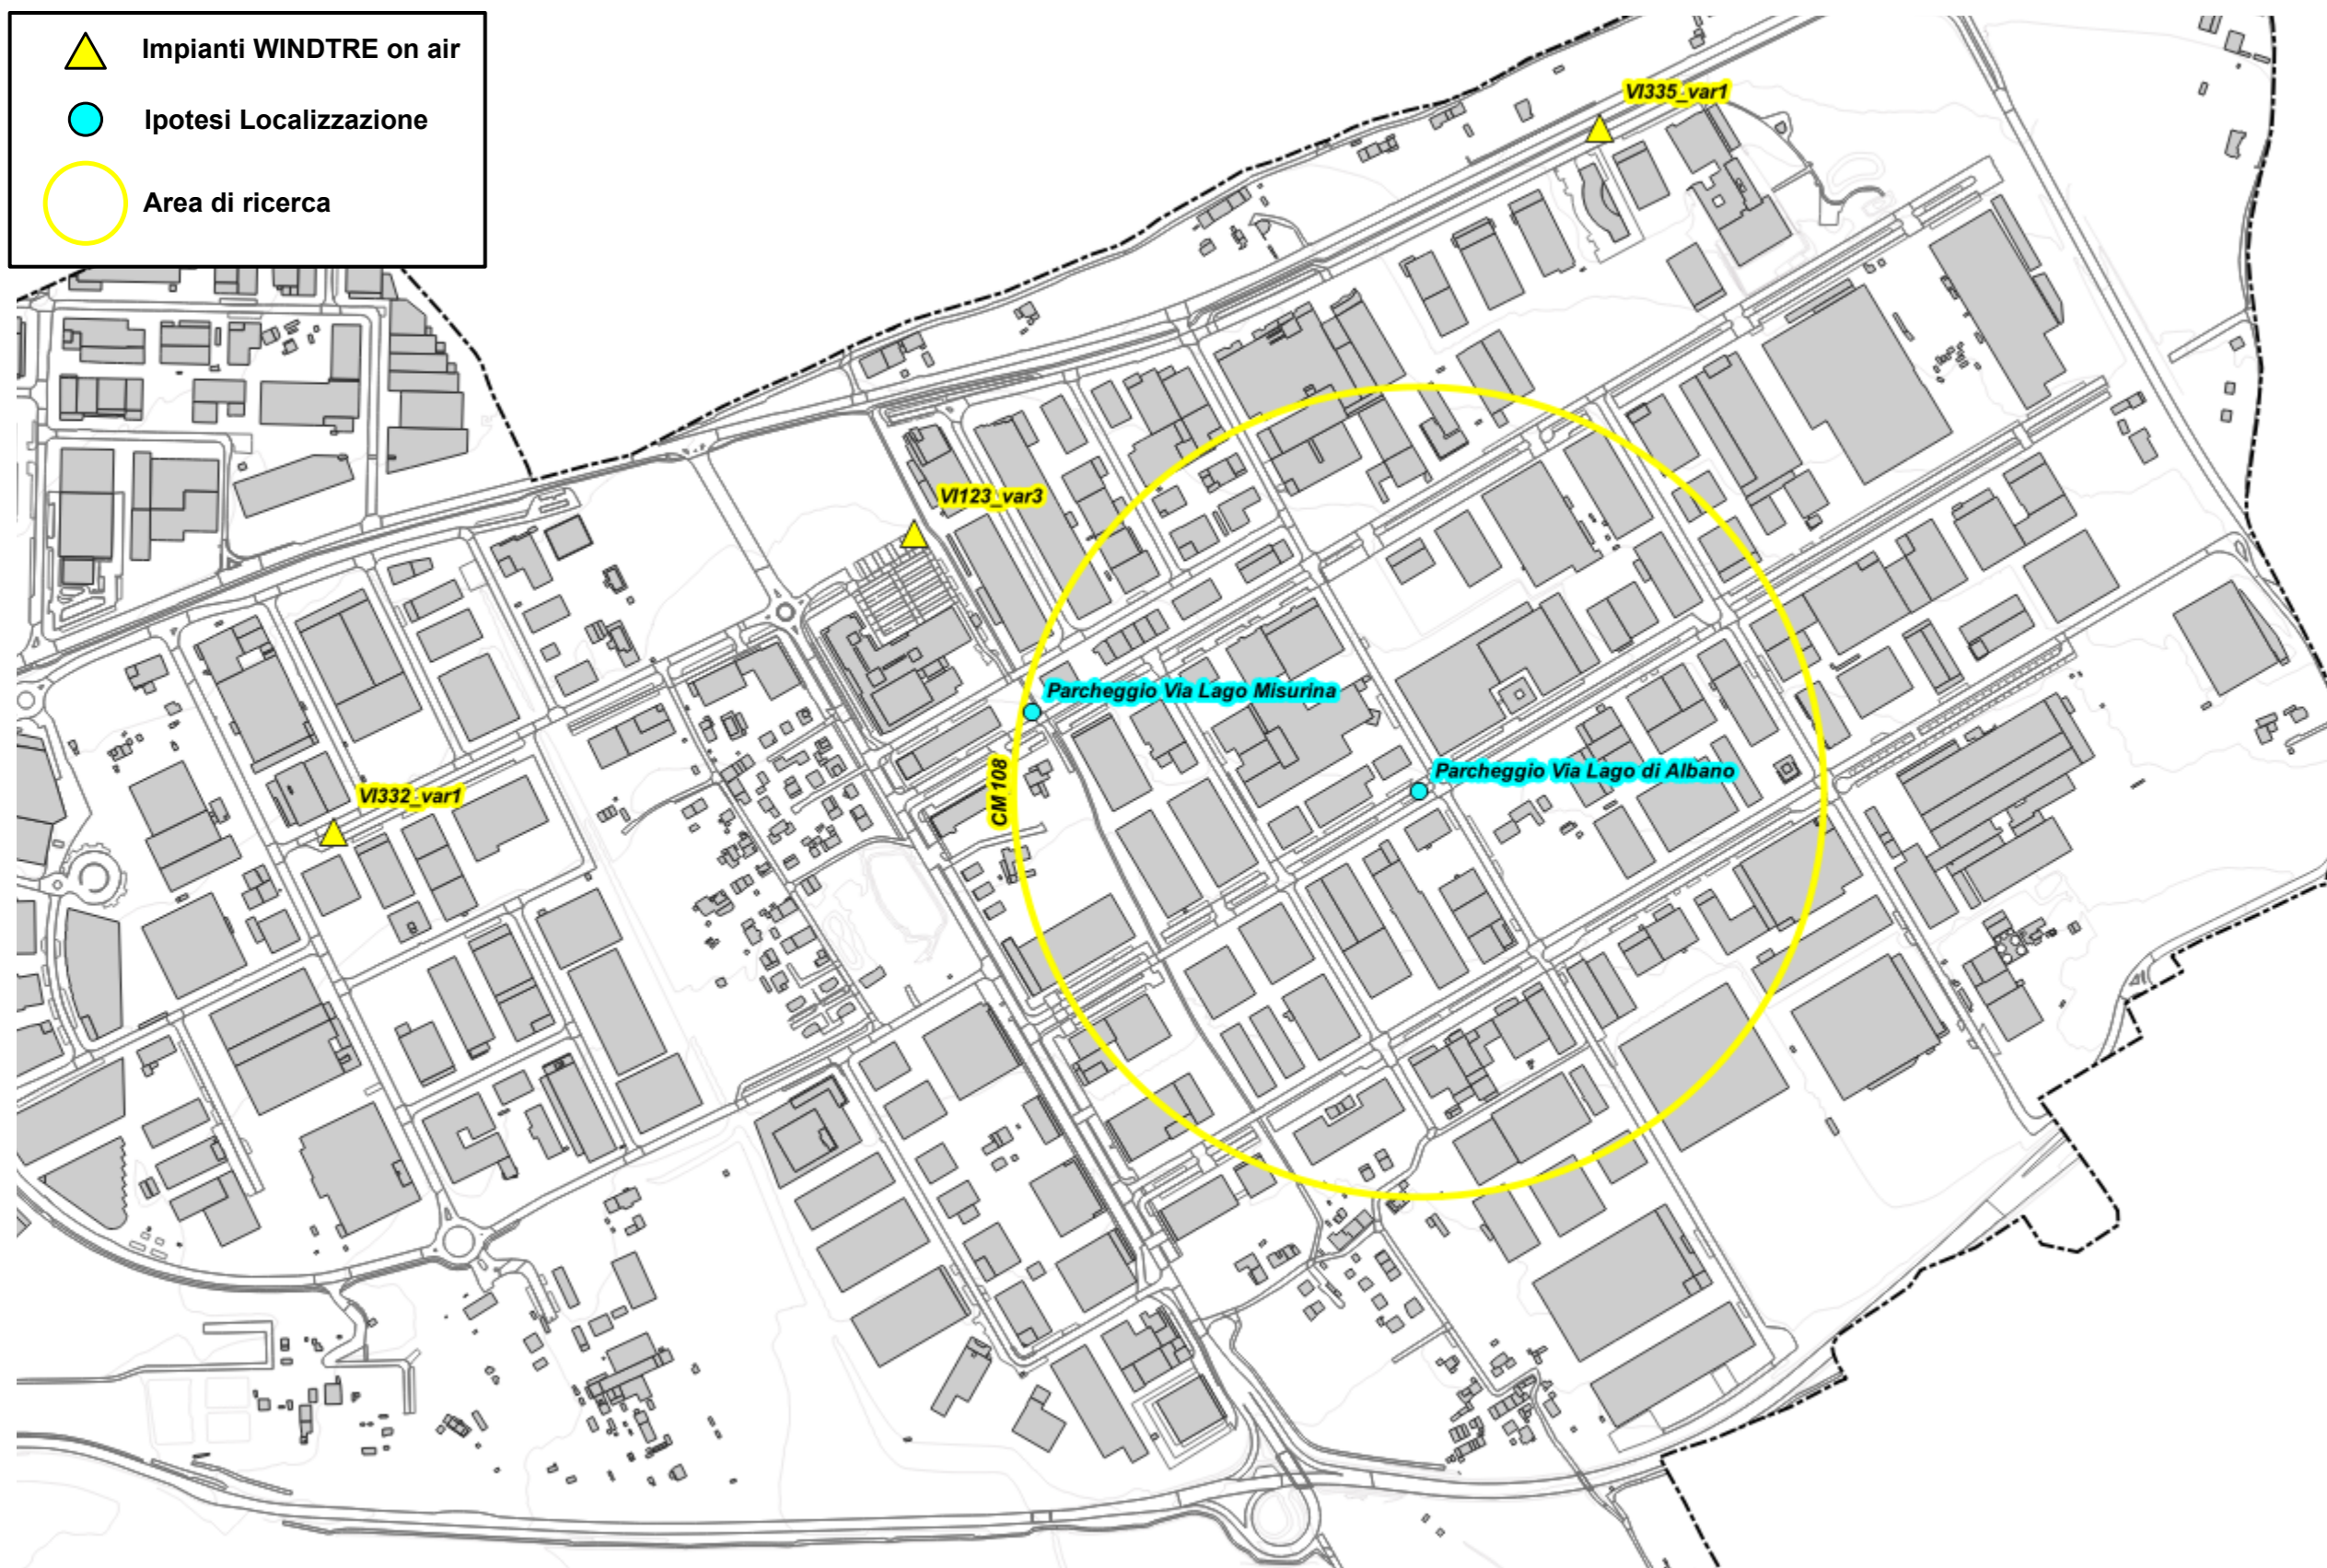 Impianti WINDTRE on air
Ipotesi Localizzazione
Area di ricerca
VI335_var1
VI123_var3
Parcheggio Via Lago Misurina
CM 108
Parcheggio Via Lago di Albano
VI332_var1